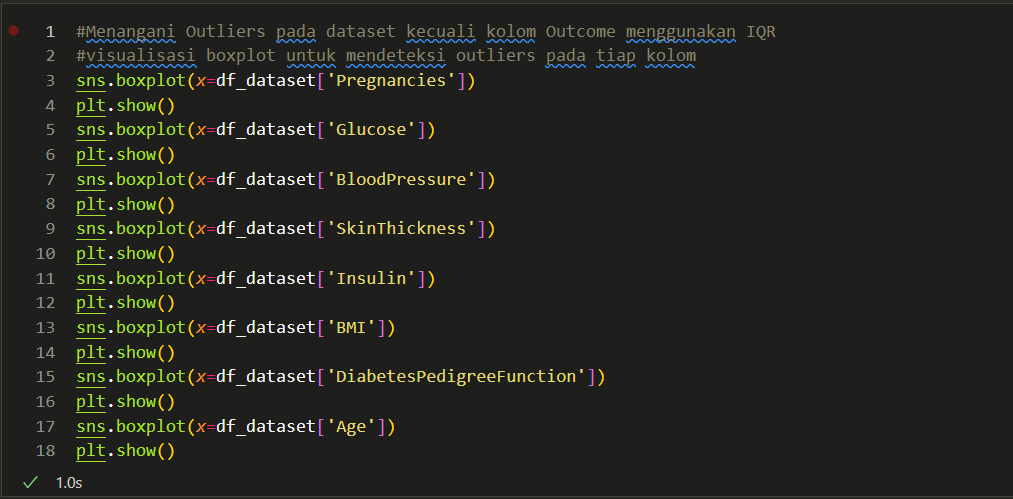 1 #Menangani Outliers pada dataset kecuali kolom Outcome menggunakan IQR
2 #visualisasi boxplot untuk mendeteksi outliers pada tiap kolom
3 sns.boxplot(x=df_dataset['Pregnancies'])
4 plt.show()
5 sns.boxplot(x=df_dataset['Glucose'])
6 plt.show()
7 sns.boxplot(x=df_dataset['BloodPressure'])
8 plt.show()
9 sns.boxplot(x=df_dataset['SkinThickness'])
10 plt.show()
11 sns.boxplot(x=df_dataset['Insulin'])
12 plt.show()
13 sns.boxplot(x=df_dataset['BMI'])
14 plt.show()
15 sns.boxplot(x=df_dataset['DiabetesPedigreeFunction'])
16 plt.show()
17 sns.boxplot(x=df_dataset['Age'])
18 plt.show()
✓ 1.0s